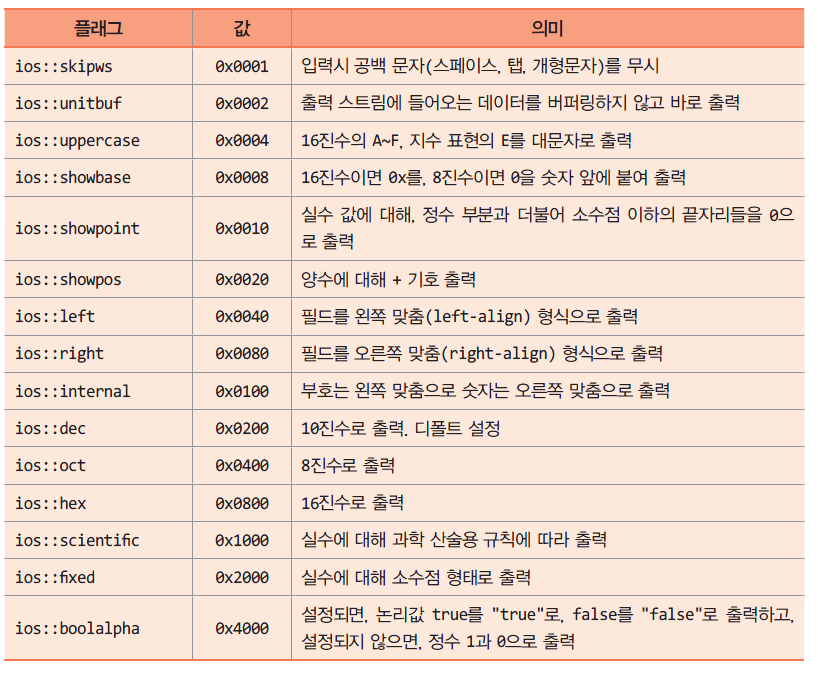 플래그 값 의미
ios::skipws 0x0001 입력시 공백 문자(스페이스, 탭, 개형문자)를 무시
ios::unitbuf 0x0002 출력 스트림에 들어오는 데이터를 버퍼링하지 않고 바로 출력
ios::uppercase 0x0004 16진수의 A~F, 지수 표현의 E를 대문자로 출력
ios::showbase 0x0008 16진수이면 0x를, 8진수이면 0을 숫자 앞에 붙여 출력
ios::showpoint 0x0010 실수 값에 대해, 정수 부분과 더불어 소수점 이하의 끝자리들을 0으
로 출력
ios::showpos 0x0020 양수에 대해 + 기호 출력
ios::left 0x0040 필드를 왼쪽 맞춤(left-align) 형식으로 출력
ios::right 0x0080 필드를 오른쪽 맞춤(right-align) 형식으로 출력
ios::internal 0x0100 부호는 왼쪽 맞춤으로 숫자는 오른쪽 맞춤으로 출력
ios::dec 0x0200 10진수로 출력. 디폴트 설정
ios::oct 0x0400 8진수로 출력
ios::hex 0x0800 16진수로 출력
ios::scientific 0x1000 실수에 대해 과학 산술용 규칙에 따라 출력
ios::fixed 0x2000 실수에 대해 소수점 형태로 출력
ios::boolalpha 0x4000 설정되면, 논리값 true를 "true"로, false를 "false"로 출력하고,
설정되지 않으면, 정수 1과 0으로 출력